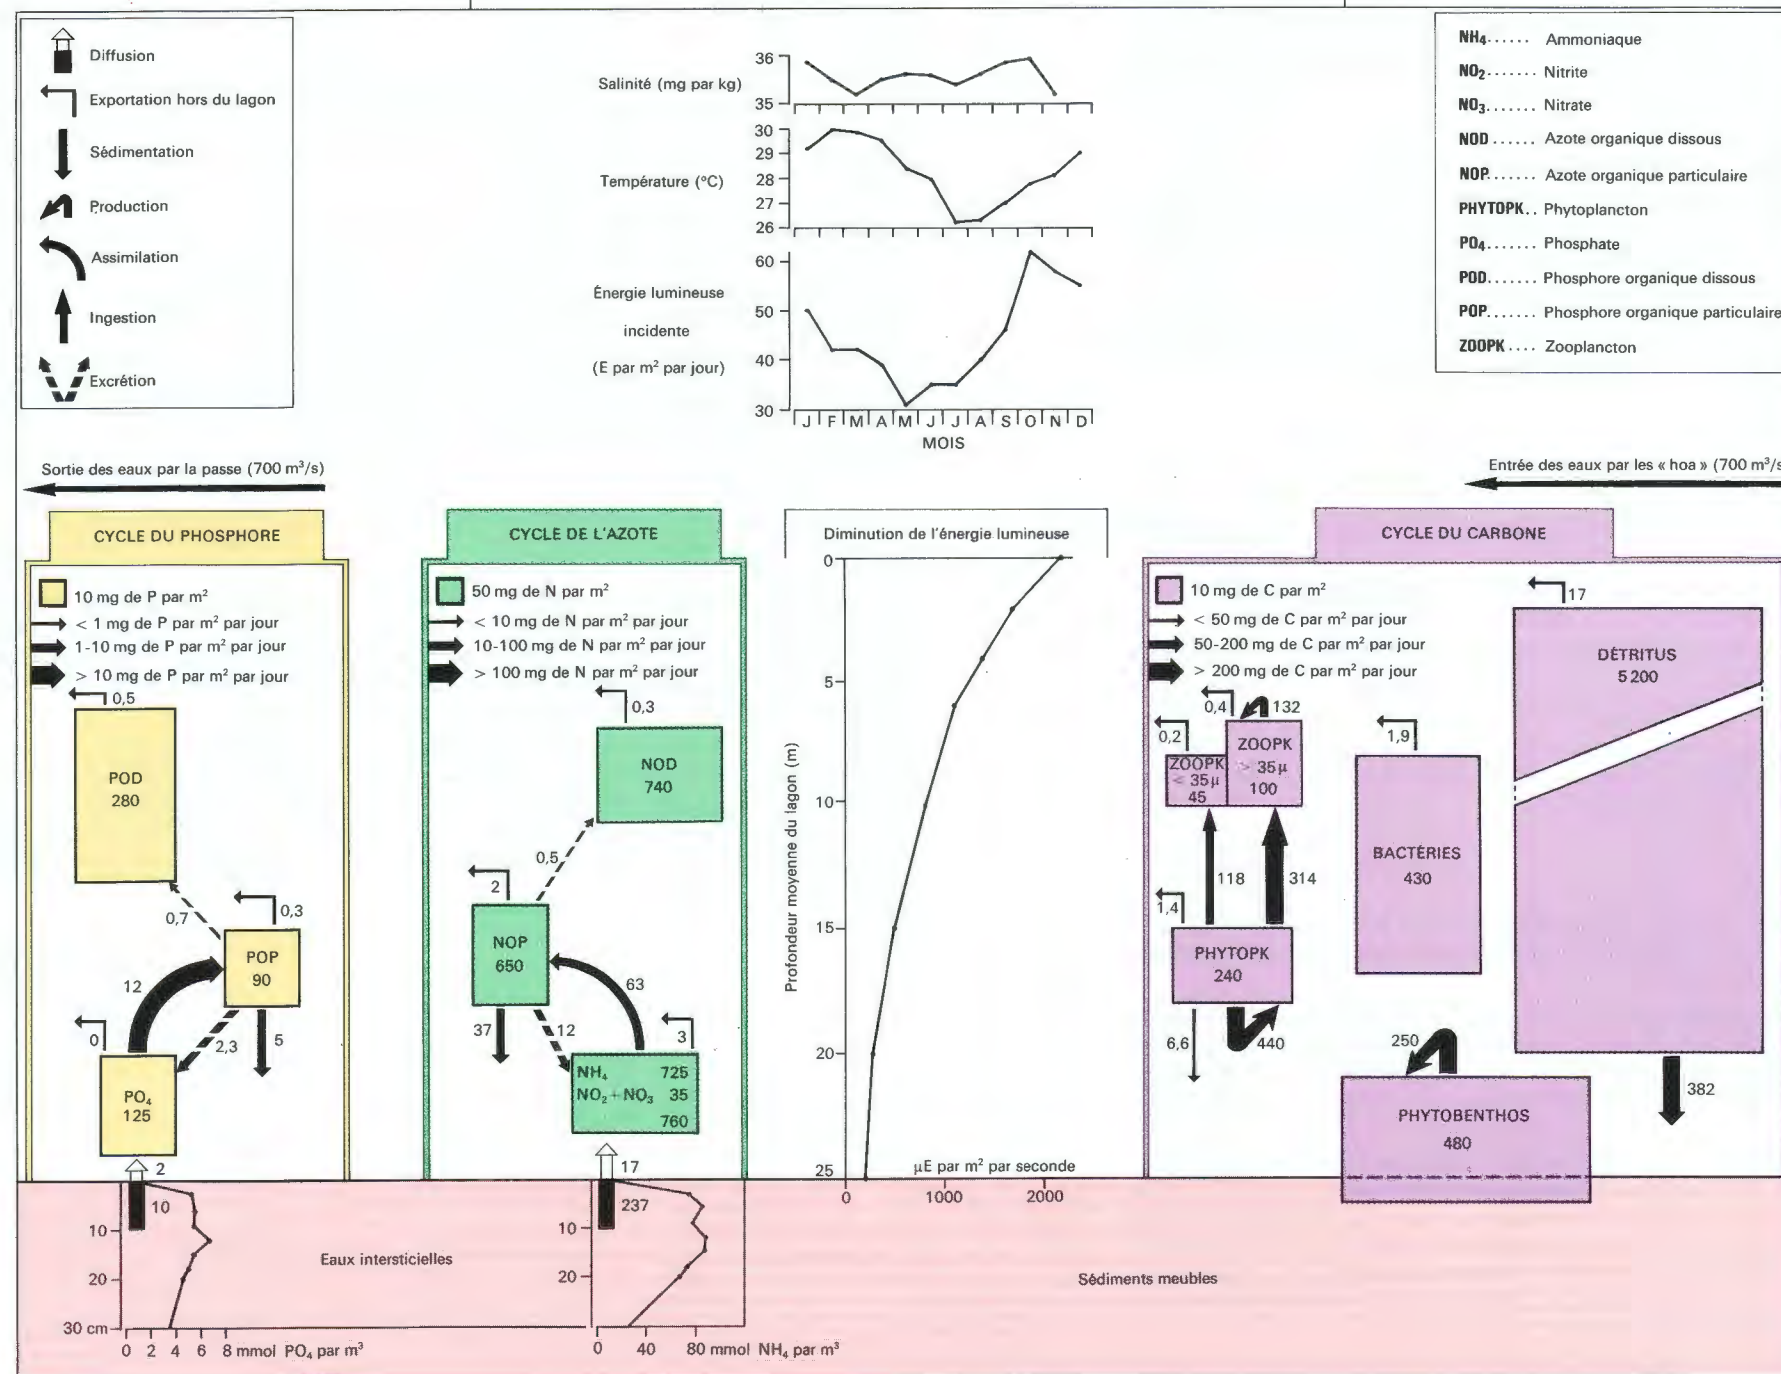 Diffusion
Exportation hors du lagon
Sédimentation
Production
Assimilation
Ingestion
Excrétion
Salinité (mg par kg)
36
35
Température (°C)
30
29
28
27
26
Énergie lumineuse
incidente
(E par m² par jour)
60
50
40
30
J F M A M J J A S O N D
MOIS
NH₄...... Ammoniaque
NO₂....... Nitrite
NO₃....... Nitrate
NOD...... Azote organique dissous
NOP....... Azote organique particulaire
PHYTOPK.. Phytoplancton
PO₄....... Phosphate
POD....... Phosphore organique dissous
POP....... Phosphore organique particulaire
ZOOPK.... Zooplancton
Sortie des eaux par la passe (700 m³/s)
Entrée des eaux par les « hoa » (700 m³/s
CYCLE DU PHOSPHORE
10 mg de P par m²
< 1 mg de P par m² par jour
1-10 mg de P par m² par jour
> 10 mg de P par m² par jour
0,5
POD
280
0,7
0,3
POP
90
12
0
2,3
5
PO₄
125
2
10
10
20
30 cm
0 2 4 6 8 mmol PO₄ par m³
Eaux intersticielles
CYCLE DE L'AZOTE
50 mg de N par m²
< 10 mg de N par m² par jour
10-100 mg de N par m² par jour
> 100 mg de N par m² par jour
0,3
NOD
740
0,5
2
NOP
650
63
37
12
3
NH₄ 725
NO₂+NO₃ 35
760
17
237
10
20
0 40 80 mmol NH₄ par m³
Diminution de l'énergie lumineuse
0
5
10
15
20
25
Profondeur moyenne du lagon (m)
µE par m² par seconde
0 1000 2000
CYCLE DU CARBONE
10 mg de C par m²
< 50 mg de C par m² par jour
50-200 mg de C par m² par jour
> 200 mg de C par m² par jour
17
DÉTRITUS
5 200
0,4
132
0,2
ZOOPK
< 35µ
45
ZOOPK
> 35µ
100
1,9
BACTÉRIES
430
118
314
1,4
PHYTOPK
240
6,6
440
250
382
PHYTOBENTHOS
480
Sédiments meubles